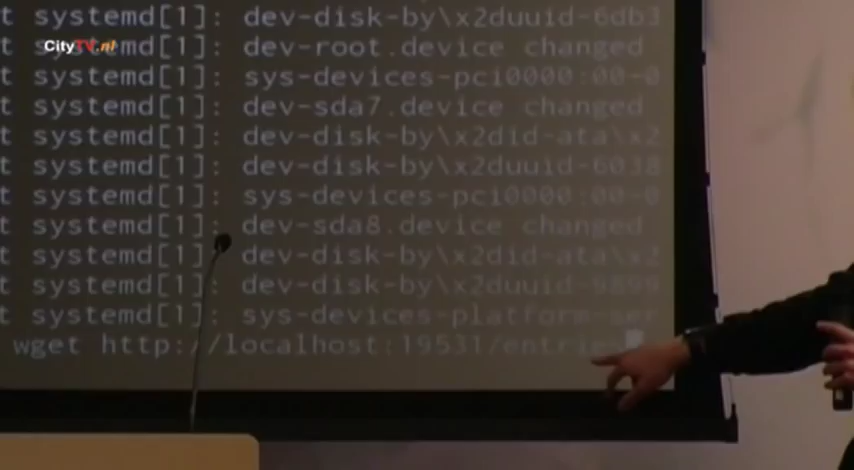 t systemd[1]: dev-disk-by\x2duuid-6db3
CityTV.nl
t systemd[1]: dev-root.device changed
t systemd[1]: sys-devices-pci0000:00-0
t systemd[1]: dev-sda7.device changed
t systemd[1]: dev-disk-by\x2did-ata\x2
t systemd[1]: dev-disk-by\x2duuid-6038
t systemd[1]: sys-devices-pci0000:00-0
t systemd[1]: dev-sda8.device changed
t systemd[1]: dev-disk-by\x2did-ata\x2
t systemd[1]: dev-disk-by\x2duuid-9899
t systemd[1]: sys-devices-platform-ser
wget http://localhost:19531/entries